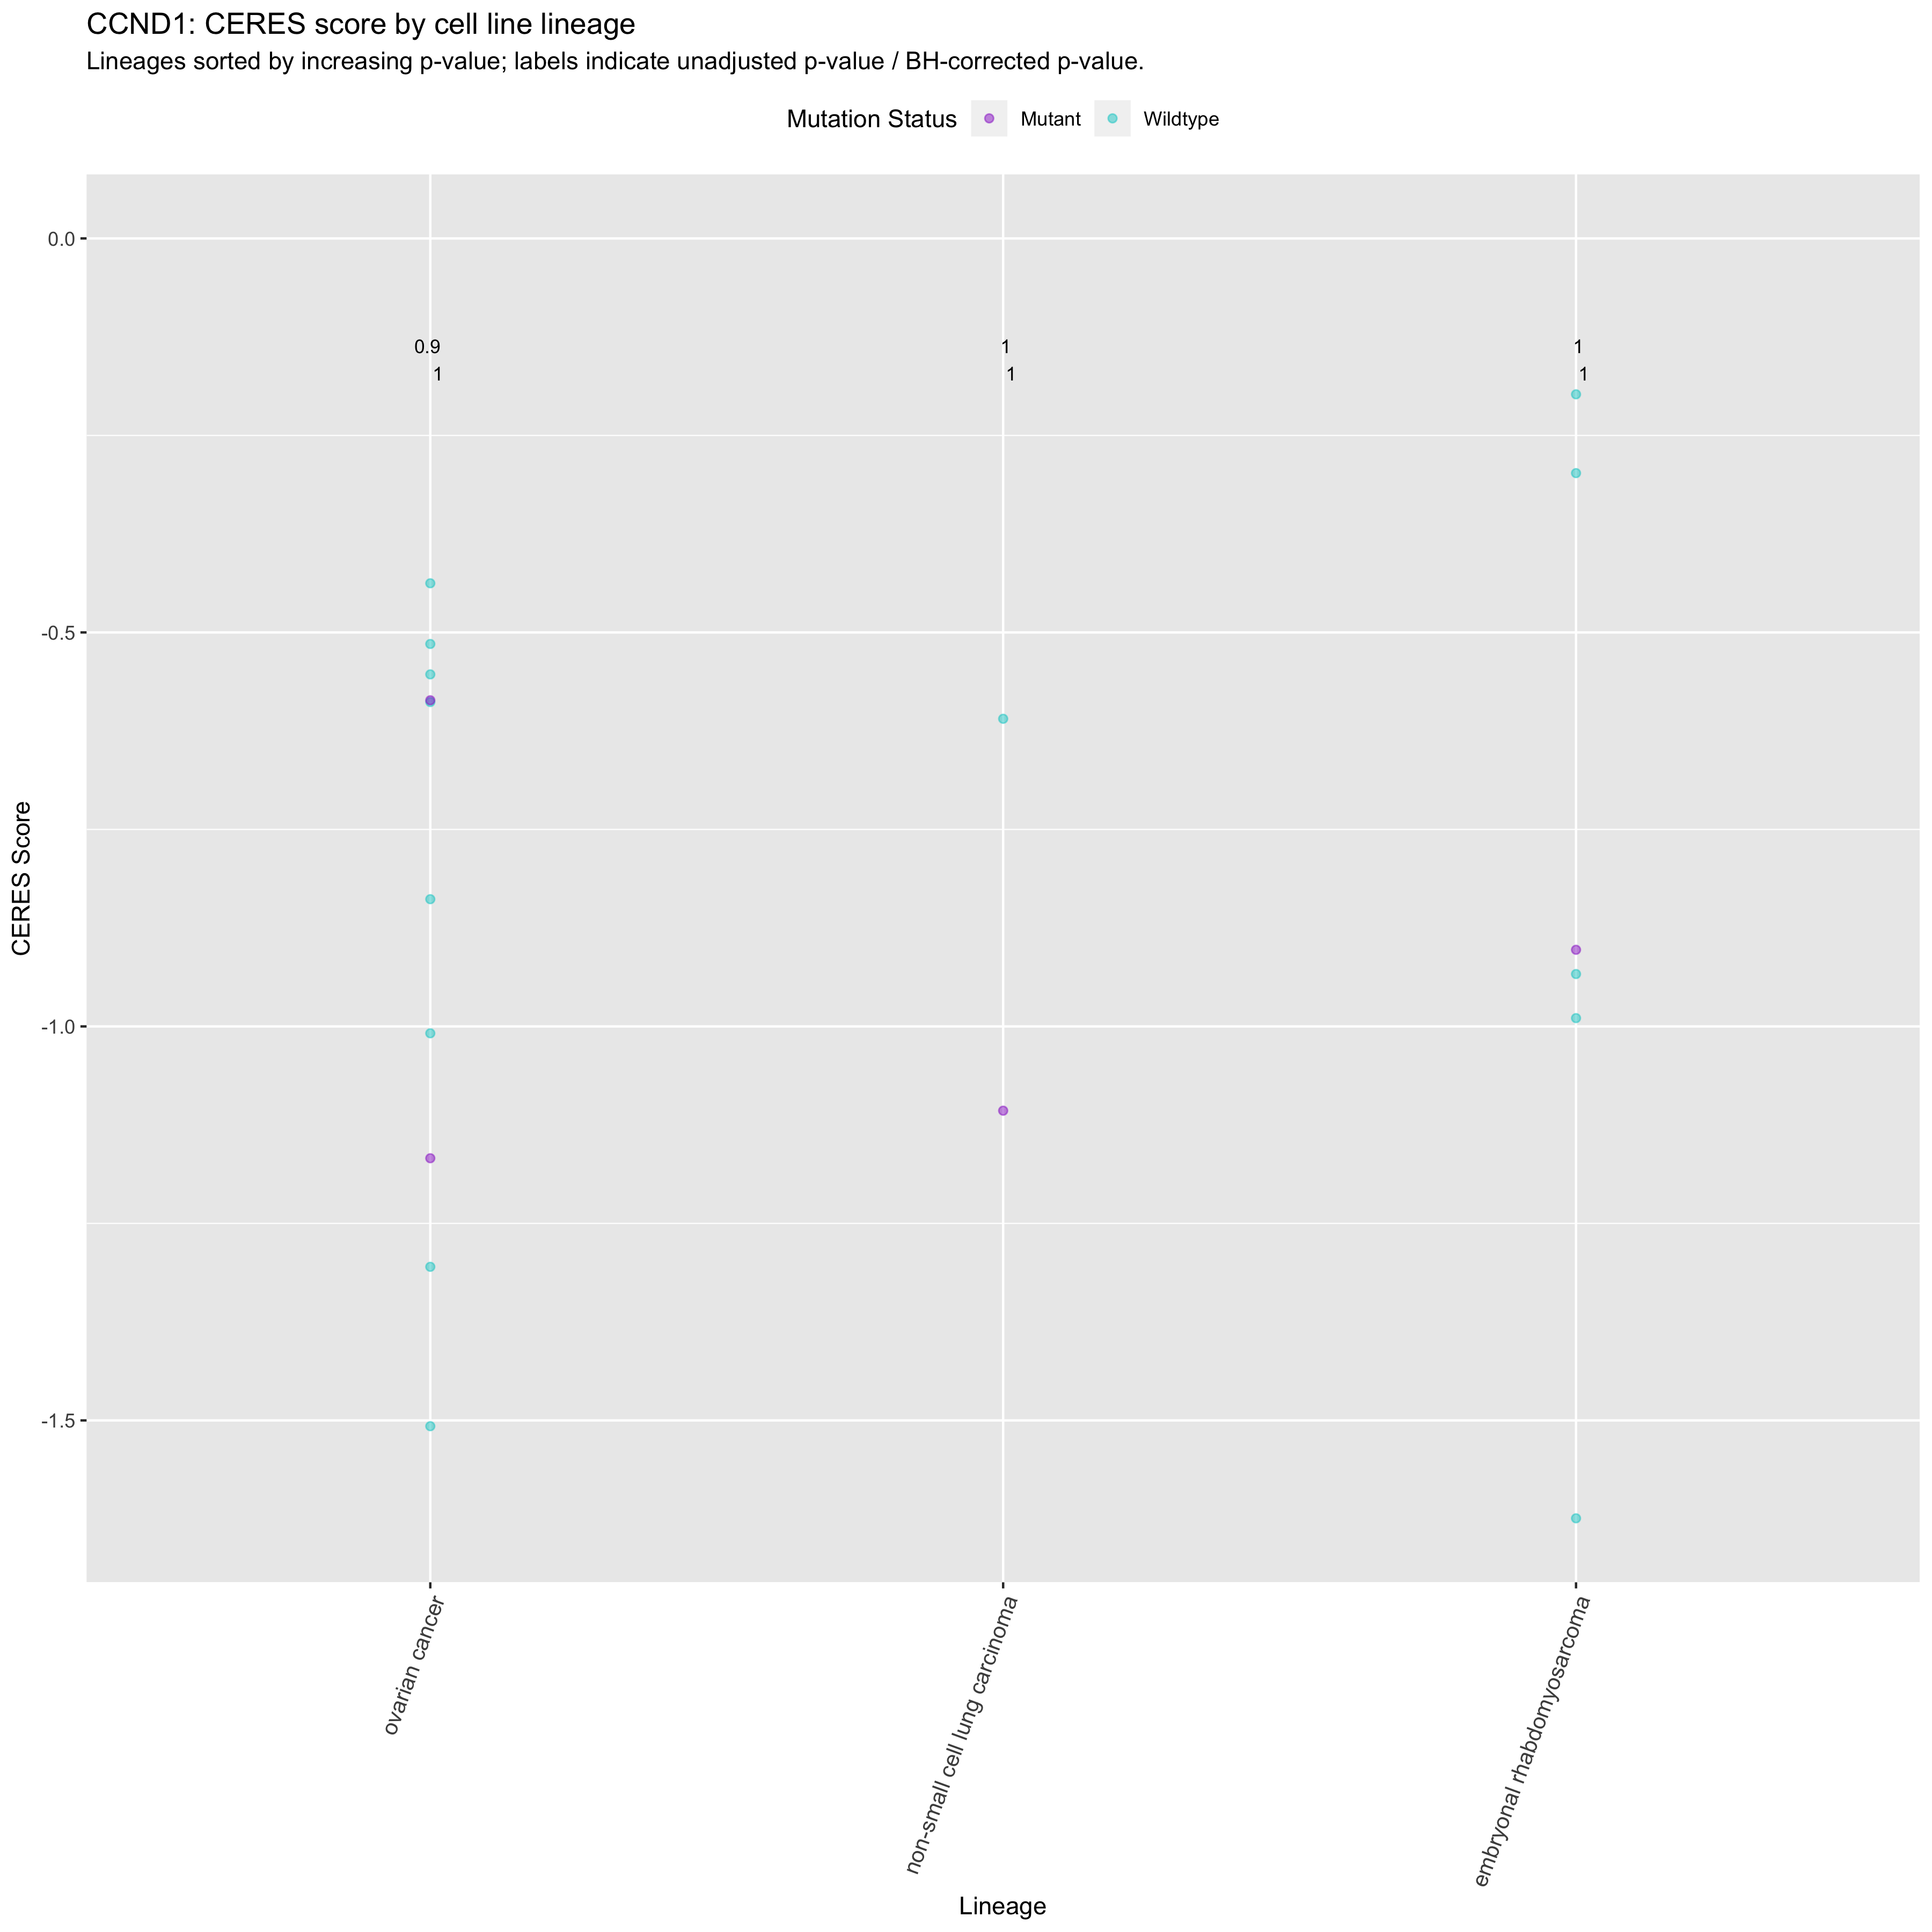 CCND1: CERES score by cell line lineage
Lineages sorted by increasing p-value; labels indicate unadjusted p-value / BH-corrected p-value.
Mutation Status Mutant Wildtype
0.0
0.9 1 1
1 1 1
-0.5
-1.0
-1.5
CERES Score
ovarian cancer
non-small cell lung carcinoma
embryonal rhabdomyosarcoma
Lineage